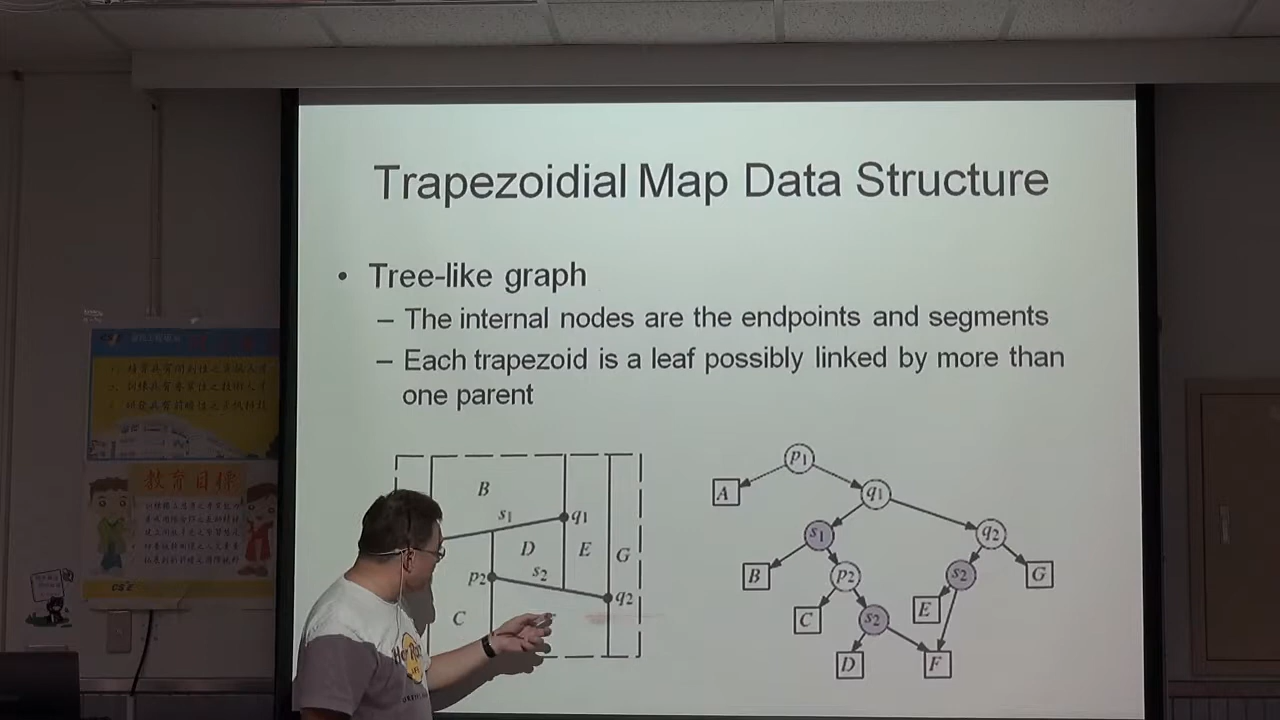 Trapezoidial Map Data Structure
• Tree-like graph
– The internal nodes are the endpoints and segments
– Each trapezoid is a leaf possibly linked by more than
one parent
B
s1
q1
D
E
G
p2
s2
q2
C
p1
A
q1
s1
q2
B
p2
s2
G
C
s2
E
D
F
教育目標